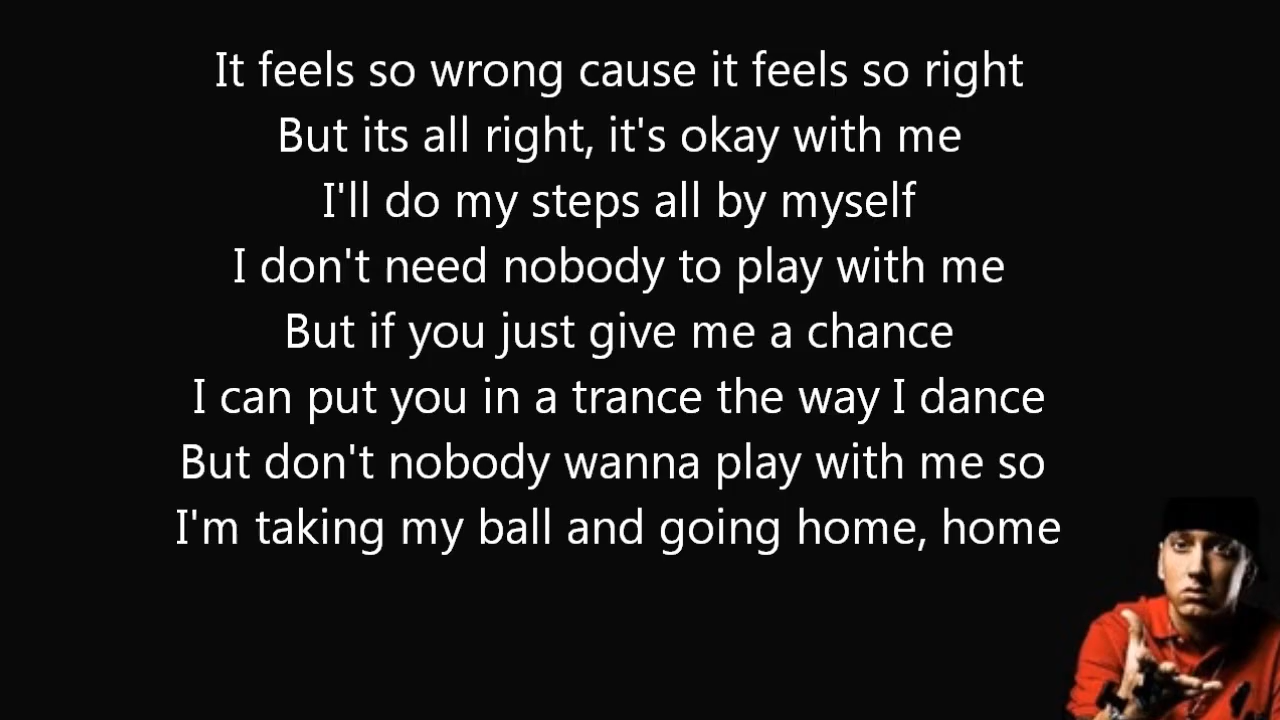 It feels so wrong cause it feels so right
But its all right, it's okay with me
I'll do my steps all by myself
I don't need nobody to play with me
But if you just give me a chance
I can put you in a trance the way I dance
But don't nobody wanna play with me so
I'm taking my ball and going home, home